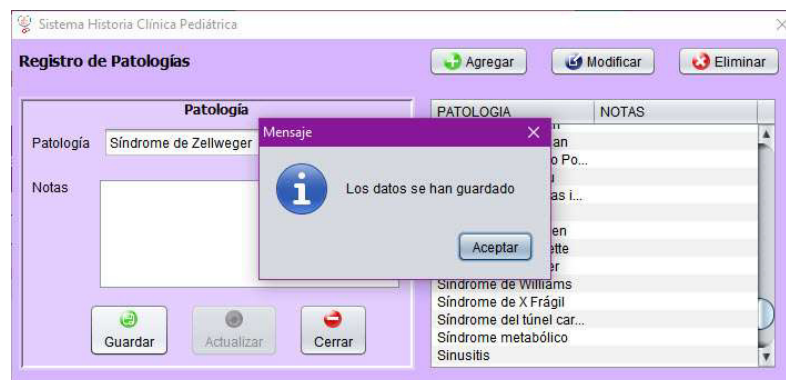 Sistema Historia Clínica Pediátrica
Registro de Patologías
Agregar
Modificar
Eliminar
Patología
Patología
Síndrome de Zellweger
Notas
Guardar
Actualizar
Cerrar
Mensaje
Los datos se han guardado
Aceptar
PATOLOGIA NOTAS
Síndrome de Williams
Síndrome de X Frágil
Síndrome del túnel car...
Síndrome metabólico
Sinusitis